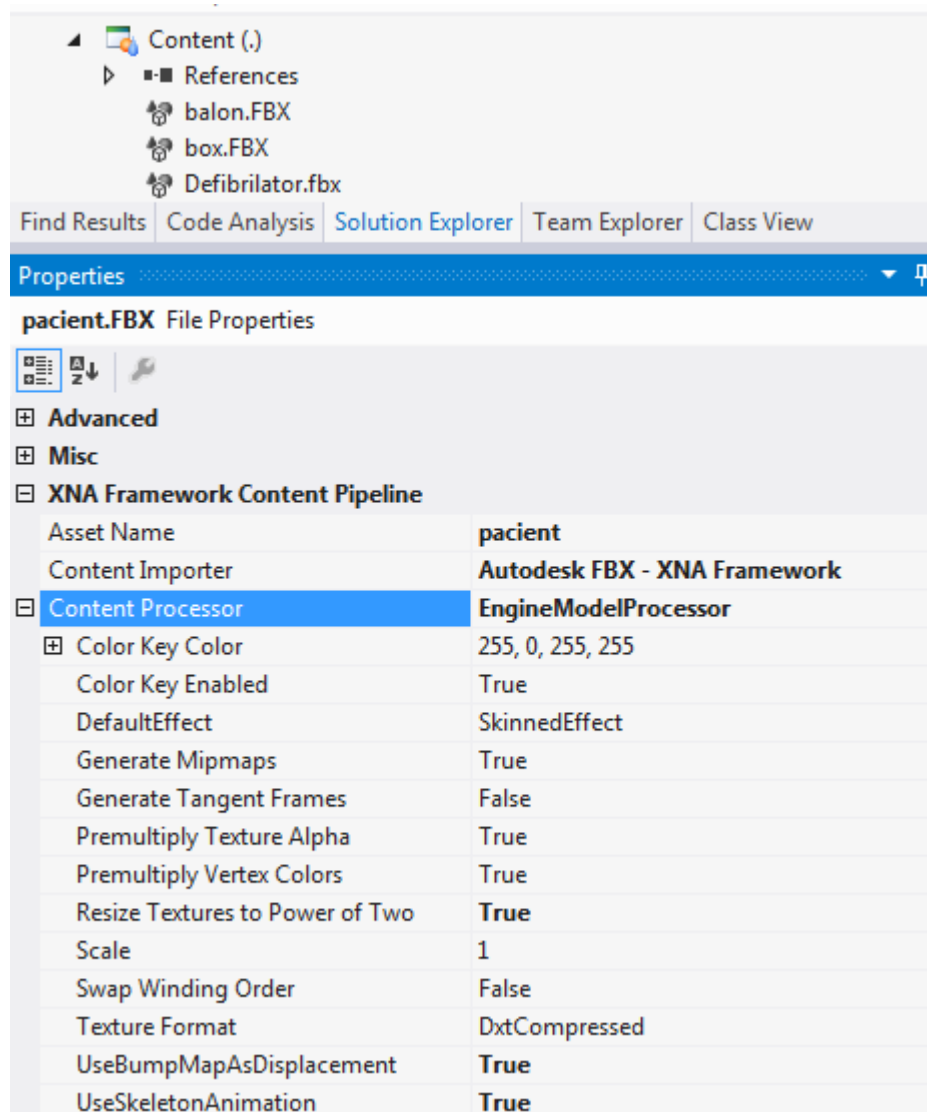 Content (.)
References
balon.FBX
box.FBX
Defibrilator.fbx
Find Results Code Analysis Solution Explorer Team Explorer Class View
Properties
pacient.FBX File Properties
Advanced
Misc
XNA Framework Content Pipeline
Asset Name pacient
Content Importer Autodesk FBX - XNA Framework
Content Processor EngineModelProcessor
Color Key Color 255, 0, 255, 255
Color Key Enabled True
DefaultEffect SkinnedEffect
Generate Mipmaps True
Generate Tangent Frames False
Premultiply Texture Alpha True
Premultiply Vertex Colors True
Resize Textures to Power of Two True
Scale 1
Swap Winding Order False
Texture Format DxtCompressed
UseBumpMapAsDisplacement True
UseSkeletonAnimation True